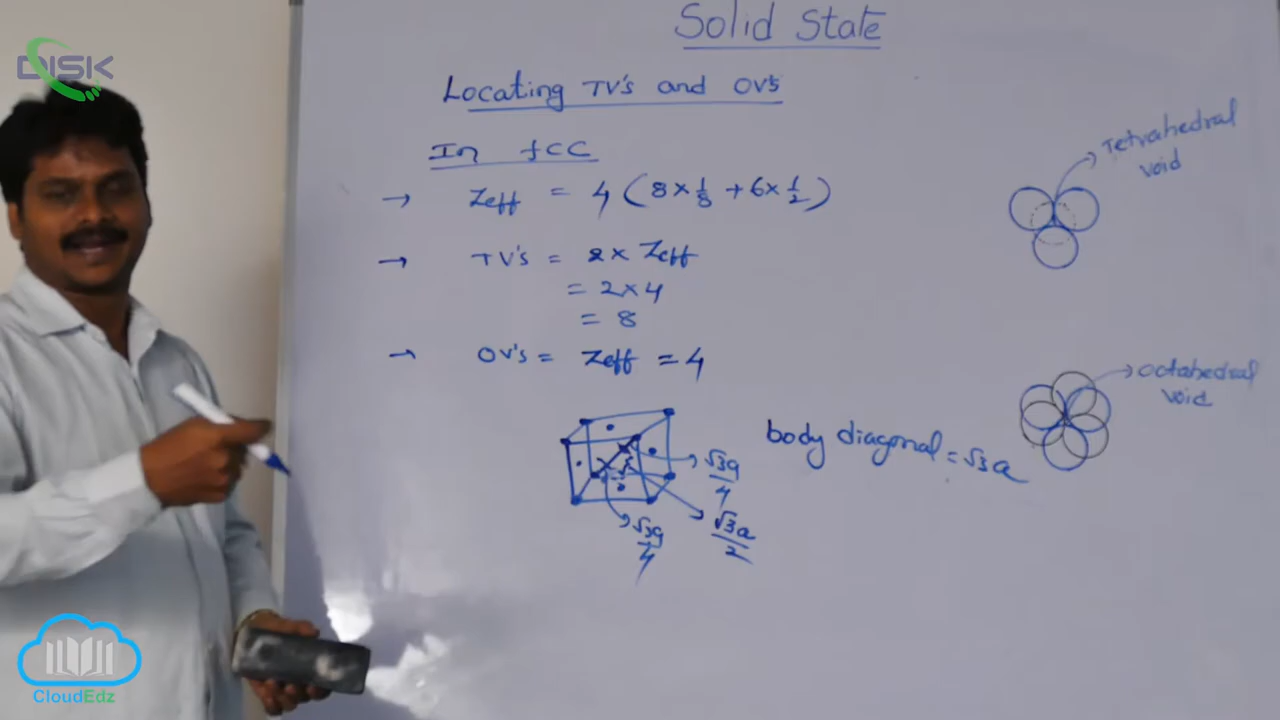 DISK
Solid State
Locating TV's and OV's
In fCC
→ Zeff = 4 (8 × 1/8 + 6 × 1/2)
→ TV's = 2 × Zeff
= 2 × 4
= 8
→ OV's = Zeff = 4
Tetrahedral
void
Octahedral
void
body diagonal = √3a
√3a/4
√3a/2
√3a/4
CloudEdz